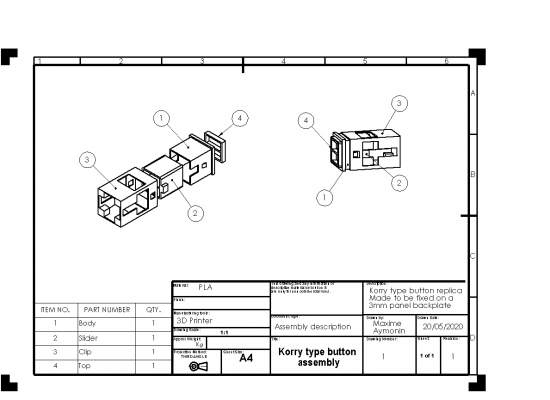 1 2 3 4 5 6
A
B
C
D
1
4
3
2
3
4
2
1
ITEM NO. PART NUMBER QTY.
1 Body 1
2 Slider 1
3 Clip 1
4 Top 1
Material: PLA
Finish:
Manufacturing tool:
3D Printer
Drawing Scale: 1:1
Approx Weight:
Kg
Projection Method:
THIRD ANGLE
Sheet Size:
A4
Document Type:
Assembly description
Title:
Korry type button
assembly
Description:
Korry type button replica
Made to be fixed on a
3mm panel backplate
Drawn by:
Maxime
Aymonin
Drawn Date:
20/05/2020
Drawing Number:
1
Sheet:
1 of 1
Revision:
1